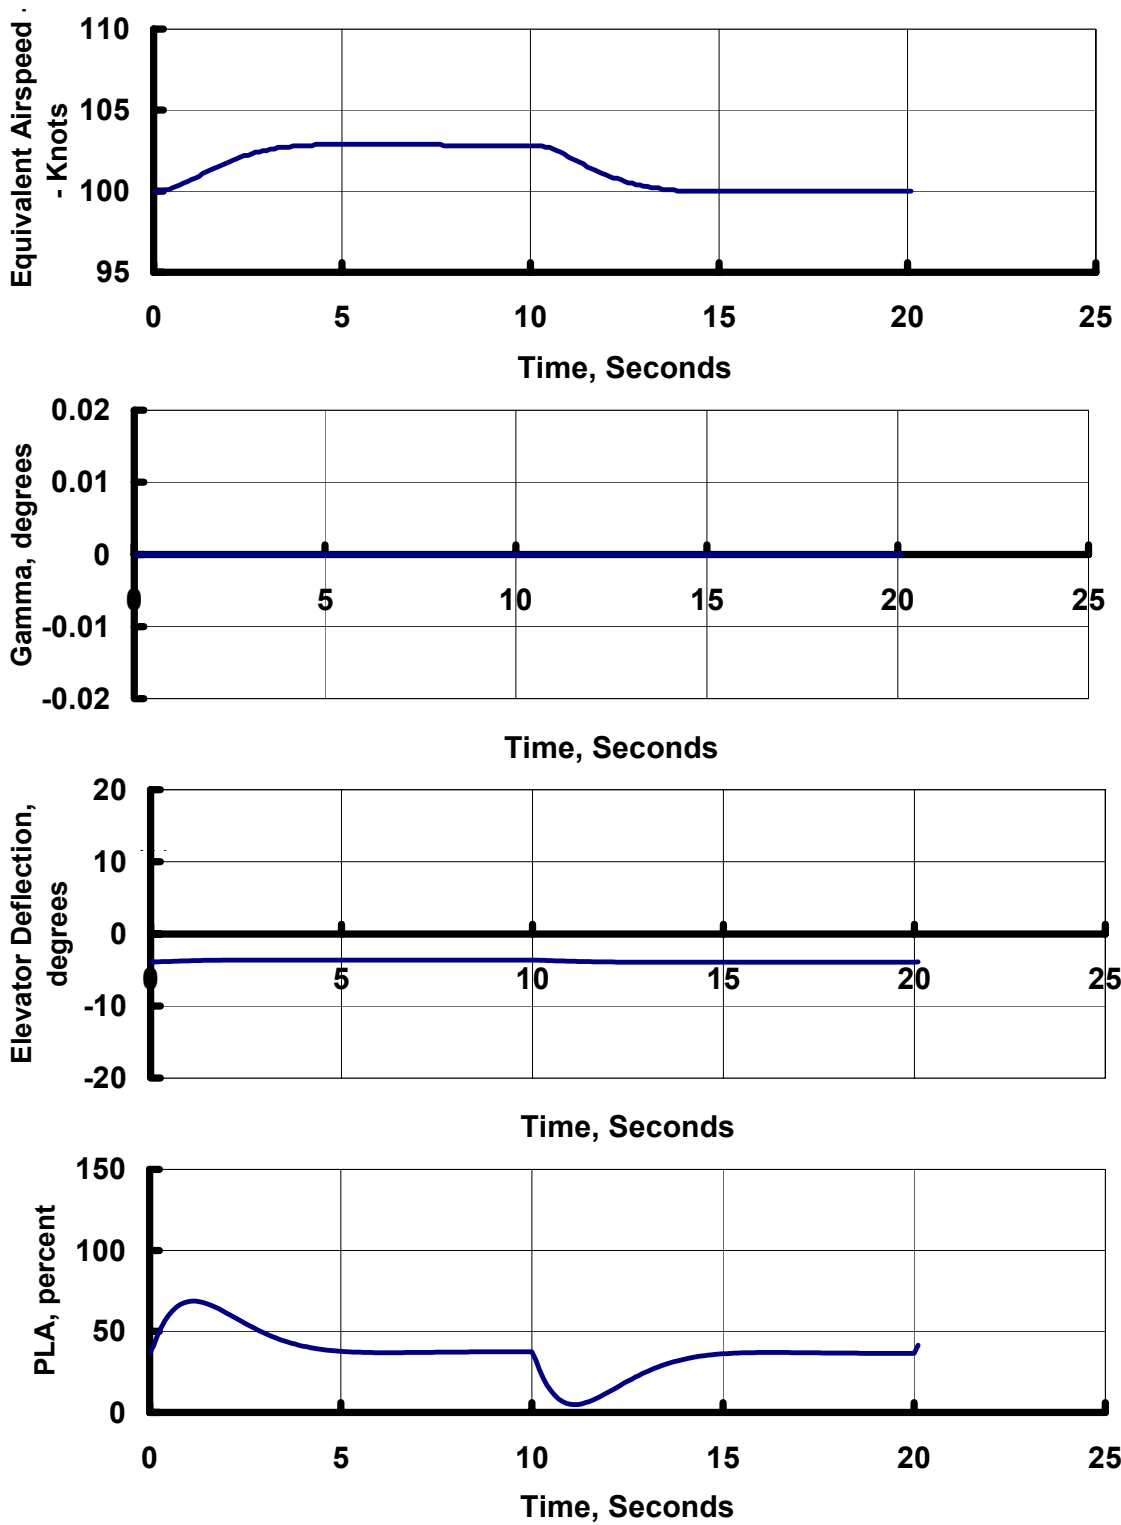 Equivalent Airspeed -
- Knots
110
105
100
95
0 5 10 15 20 25
Time, Seconds
Gamma, degrees
0.02
0.01
0
-0.01
-0.02
0 5 10 15 20 25
Time, Seconds
Elevator Deflection,
degrees
20
10
0
-10
-20
0 5 10 15 20 25
Time, Seconds
PLA, percent
150
100
50
0
0 5 10 15 20 25
Time, Seconds